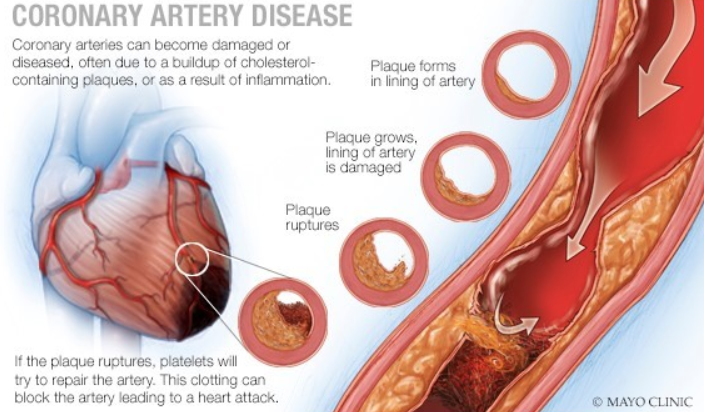 CORONARY ARTERY DISEASE
Coronary arteries can become damaged or
diseased, often due to a buildup of cholesterol-
containing plaques, or as a result of inflammation.
Plaque forms
in lining of artery
Plaque grows,
lining of artery
is damaged
Plaque
ruptures
If the plaque ruptures, platelets will
try to repair the artery. This clotting can
block the artery leading to a heart attack.
© MAYO CLINIC